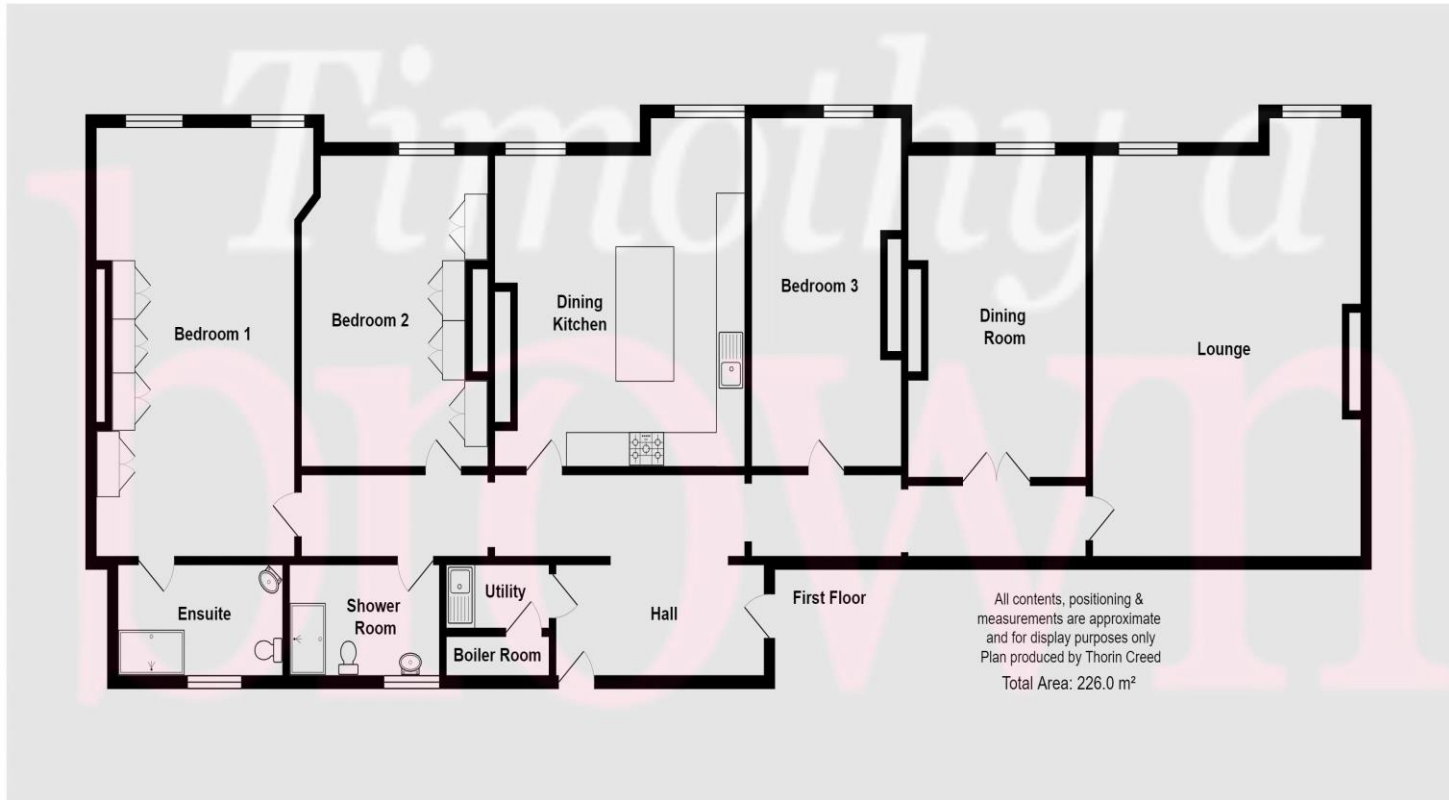 Timothy a
brown
Bedroom 1
Bedroom 2
Dining
Kitchen
Bedroom 3
Dining
Room
Lounge
Ensuite
Shower
Room
Utility
Boiler Room
Hall
First Floor
All contents, positioning &
measurements are approximate
and for display purposes only
Plan produced by Thorin Creed
Total Area: 226.0 m²